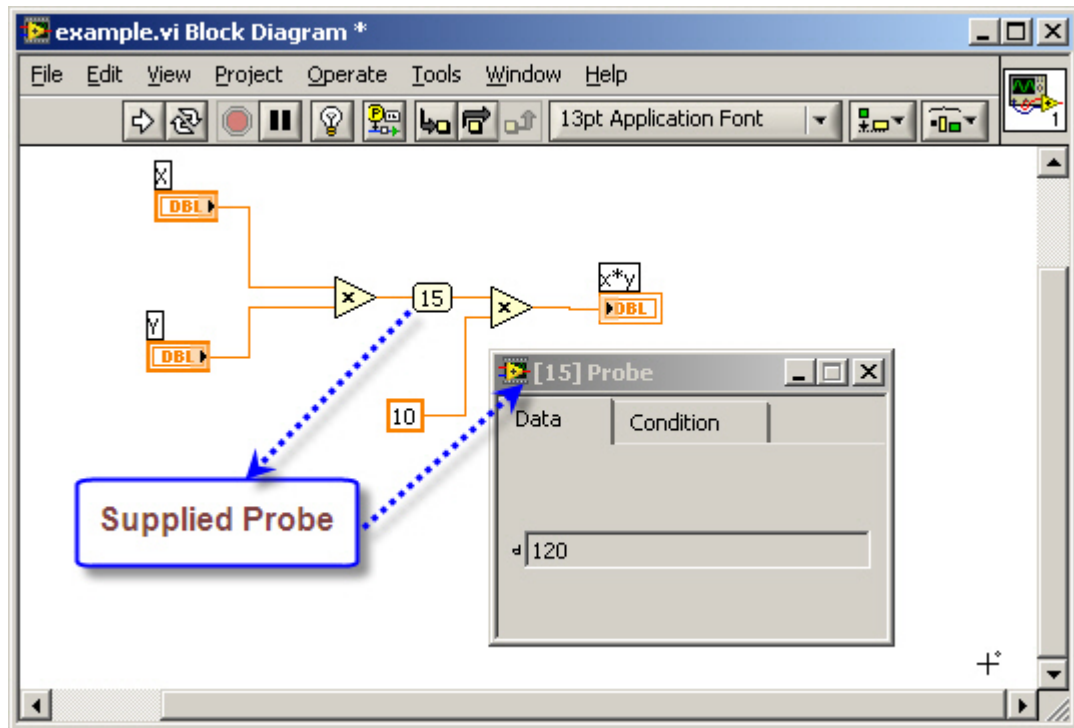 example.vi Block Diagram *
File Edit View Project Operate Tools Window Help
13pt Application Font
1
X
DBL
Y
DBL
×
15
×
x*y
DBL
10
[15] Probe
Data Condition
d 120
Supplied Probe